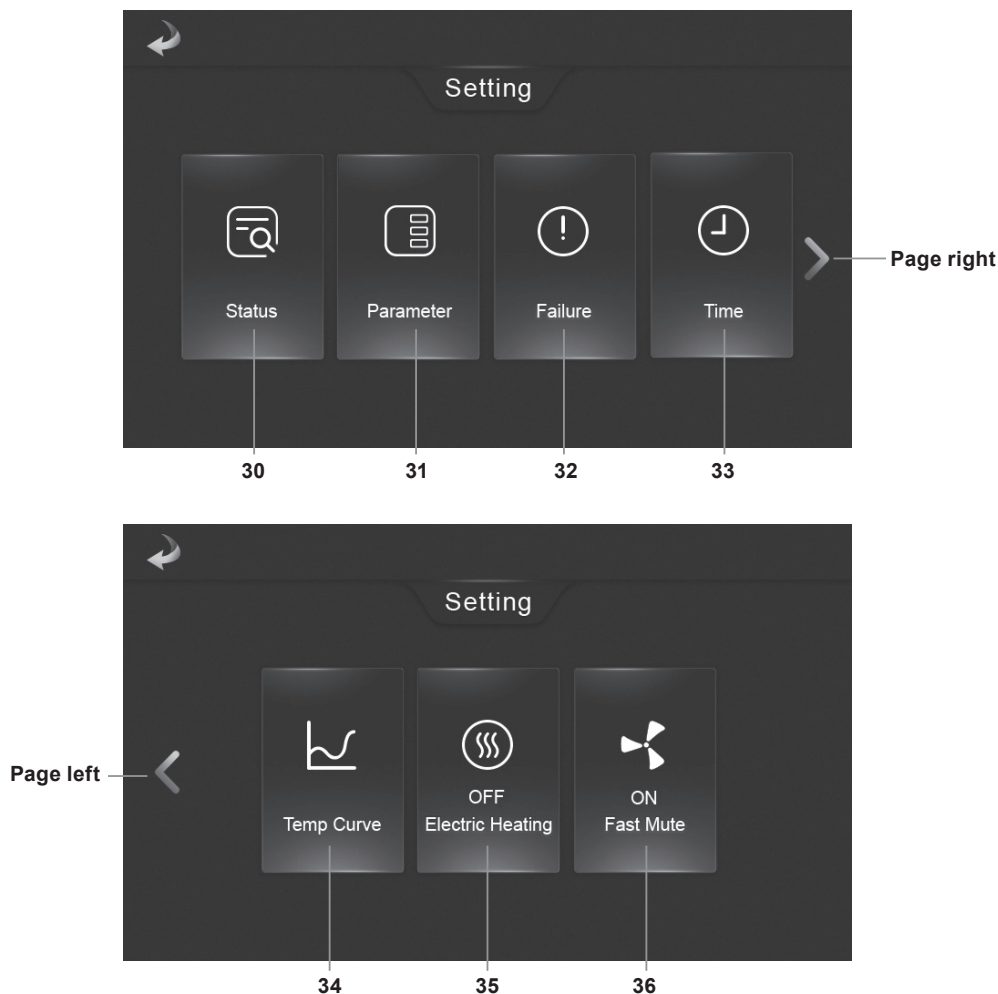 Setting
Status
Parameter
Failure
Time
Page right
30
31
32
33
Setting
Page left
OFF
ON
Temp Curve
Electric Heating
Fast Mute
34
35
36